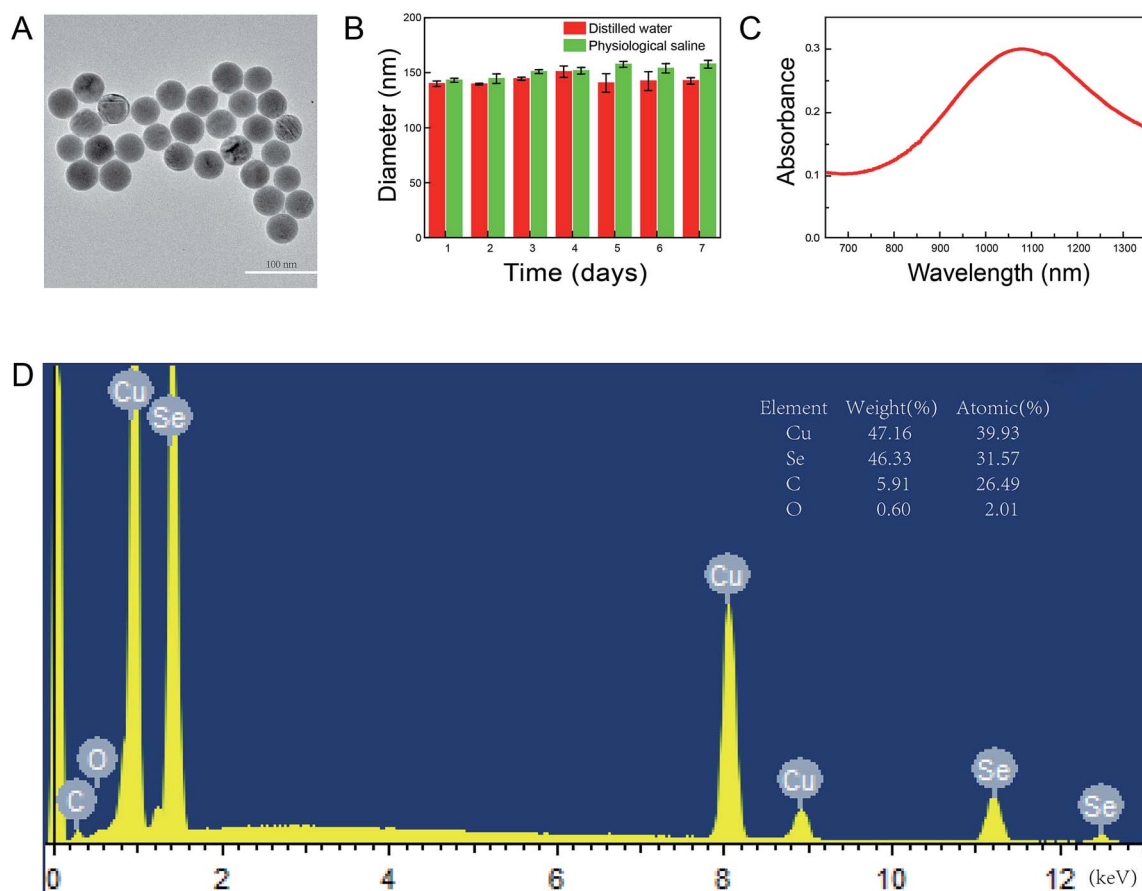 A
100 nm
B
Diameter (nm)
200
150
100
50
0
Distilled water
Physiological saline
1 2 3 4 5 6 7
Time (days)
C
Absorbance
0.3
0.2
0.1
0.0
700 800 900 1000 1100 1200 1300
Wavelength (nm)
D
Cu
Se
Element Weight(%) Atomic(%)
Cu 47.16 39.93
Se 46.33 31.57
C 5.91 26.49
O 0.60 2.01
Cu
O
C
Cu
Se
Se
0 2 4 6 8 10 12 (keV)